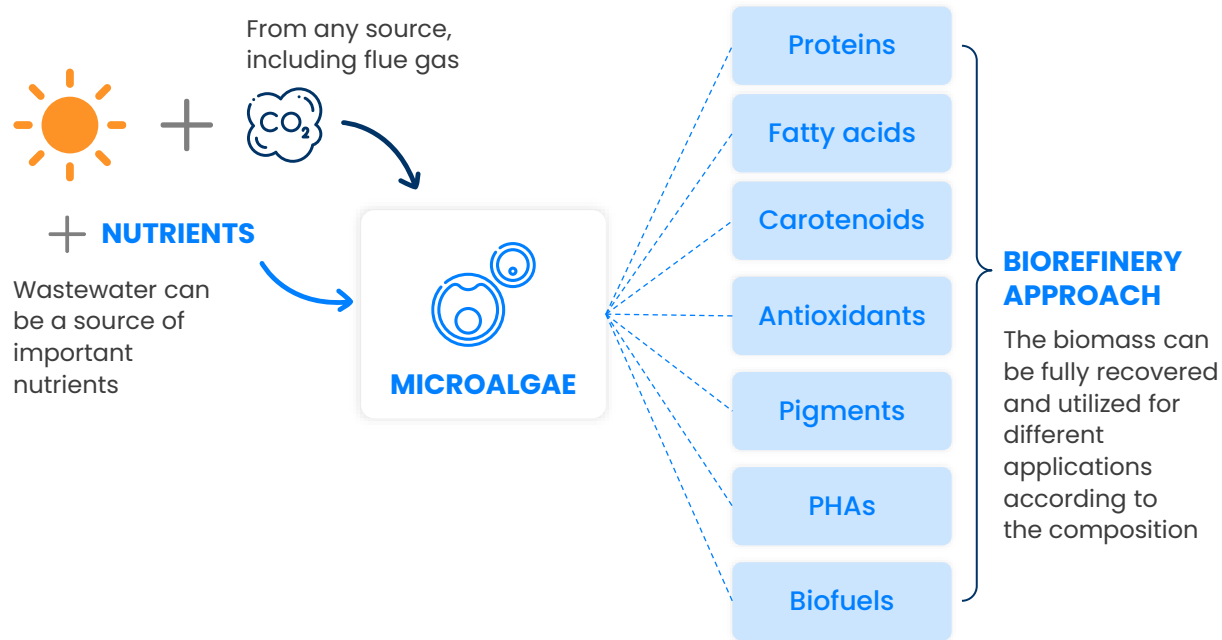 From any source,
including flue gas
CO₂
NUTRIENTS
Wastewater can
be a source of
important
nutrients
MICROALGAE
Proteins
Fatty acids
Carotenoids
Antioxidants
Pigments
PHAs
Biofuels
BIOREFINERY
APPROACH
The biomass can
be fully recovered
and utilized for
different
applications
according to
the composition